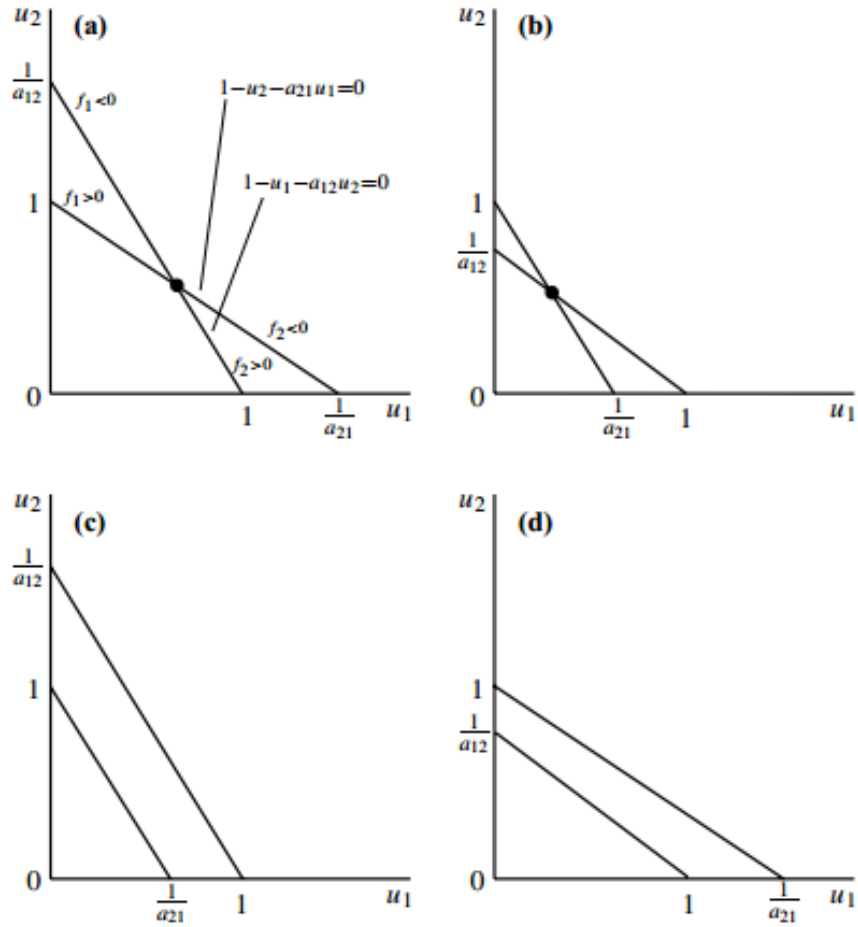 u₂ (a)
1/a₁₂
f₁<0
1−u₂−a₂₁u₁=0
1
f₁>0
1−u₁−a₁₂u₂=0
f₂<0
f₂>0
0
1
1/a₂₁
u₁
u₂ (b)
1
1/a₁₂
0
1/a₂₁
1
u₁
u₂ (c)
1/a₁₂
1
0
1/a₂₁
1
u₁
u₂ (d)
1
1/a₁₂
0
1
1/a₂₁
u₁